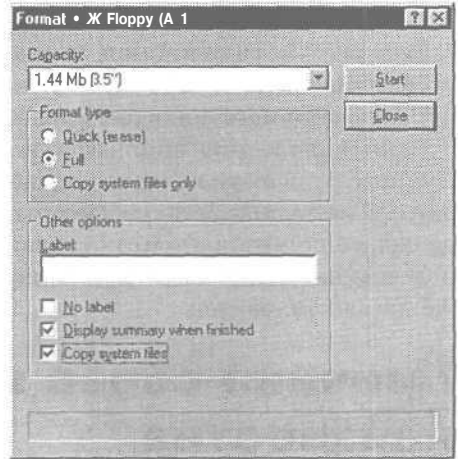 Format • Ж Floppy (A 1
Capacity:
1.44 Mb (3.5")
Start
Close
Format type
Quick (erase)
Full
Copy system files only
Other options
Label:
No label
Display summary when finished
Copy system files